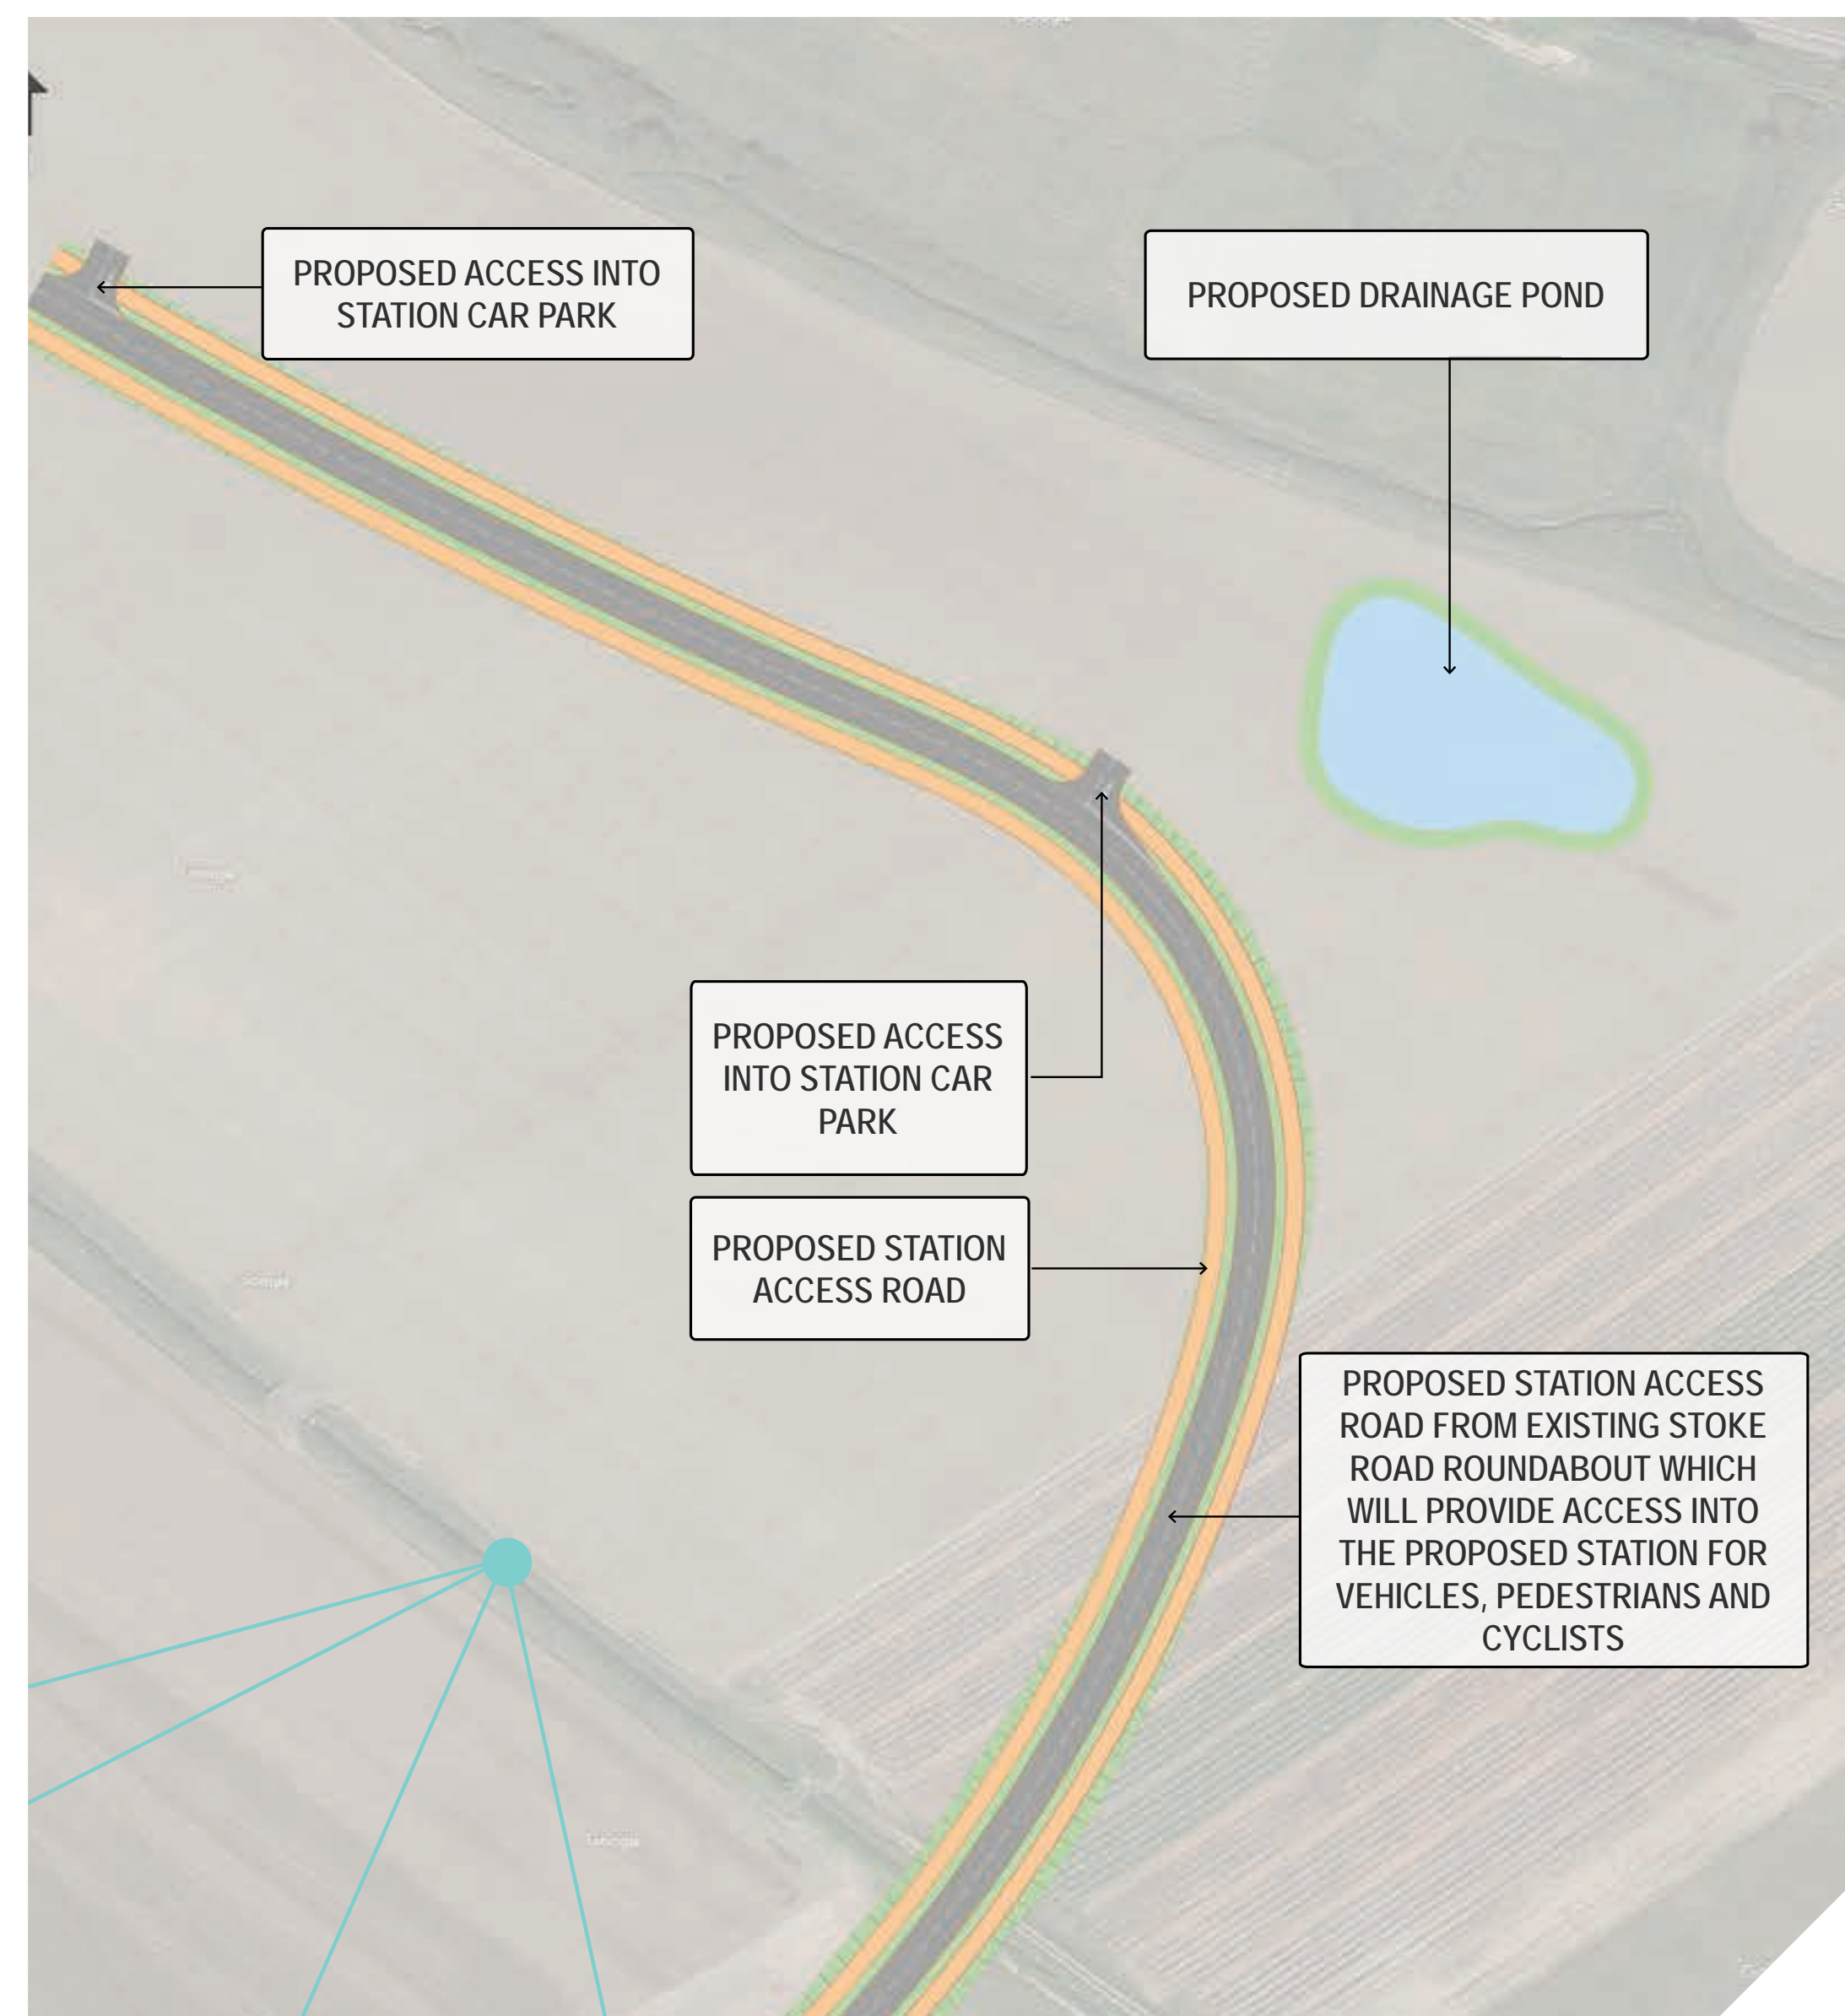 PROPOSED ACCESS INTO
STATION CAR PARK
PROPOSED DRAINAGE POND
PROPOSED ACCESS
INTO STATION CAR
PARK
PROPOSED STATION
ACCESS ROAD
PROPOSED STATION ACCESS
ROAD FROM EXISTING STOKE
ROAD ROUNDABOUT WHICH
WILL PROVIDE ACCESS INTO
THE PROPOSED STATION FOR
VEHICLES, PEDESTRIANS AND
CYCLISTS